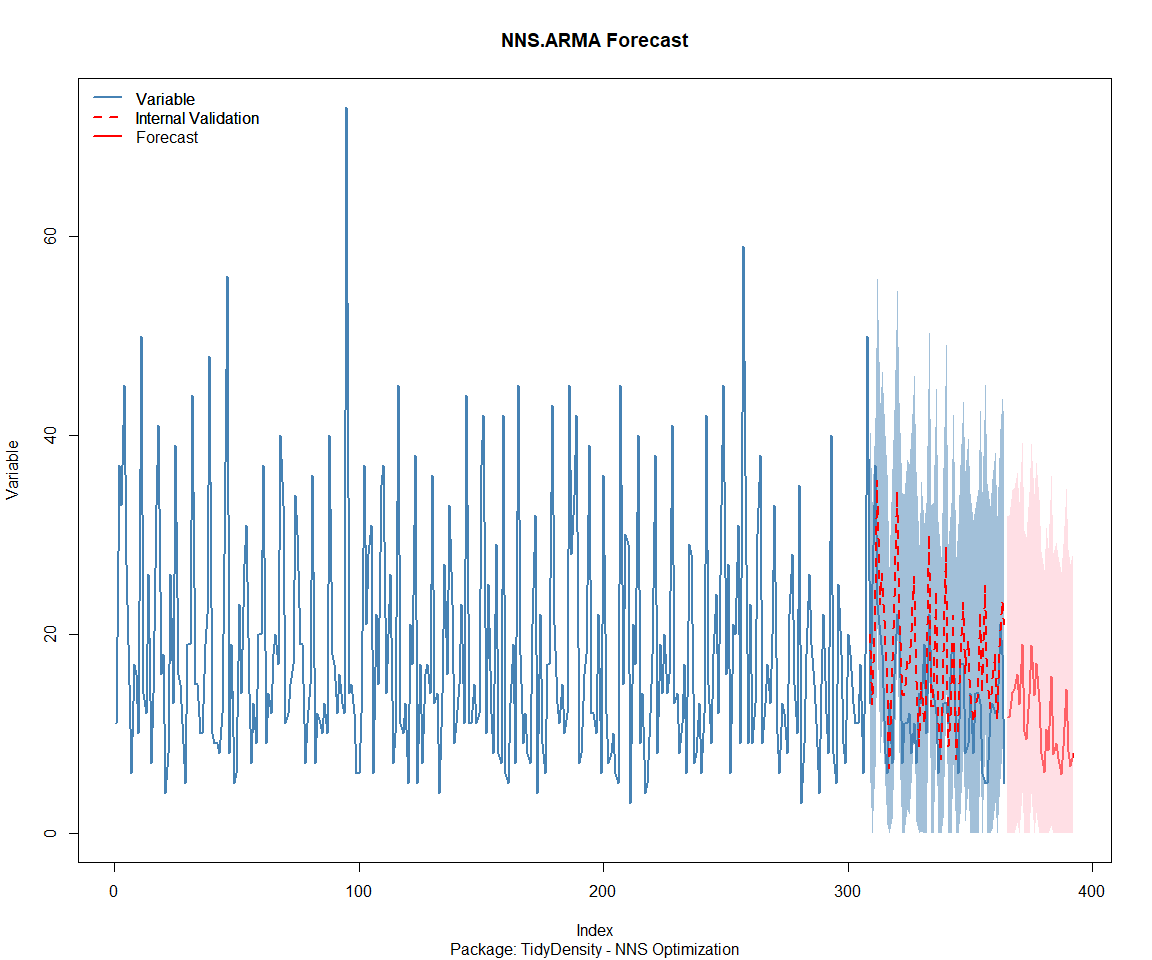 NNS.ARMA Forecast
Variable
Internal Validation
Forecast
Variable
60
40
20
0
0 100 200 300 400
Index
Package: TidyDensity - NNS Optimization